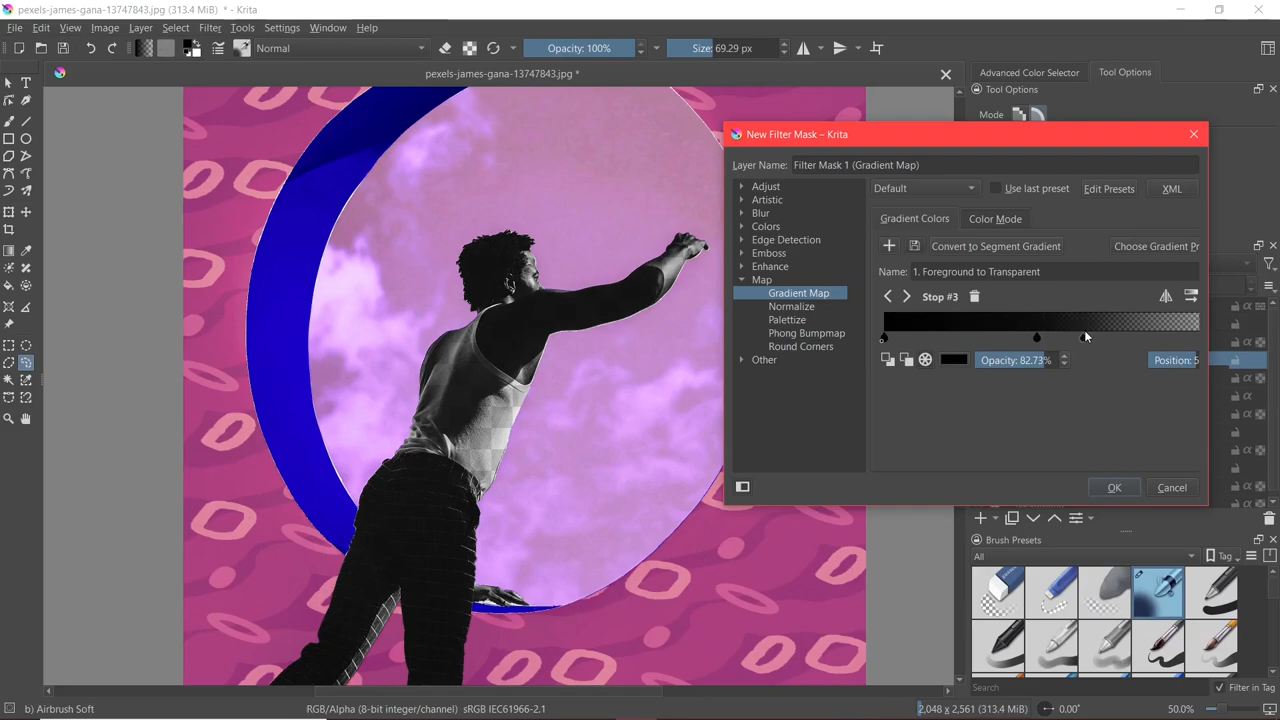 pexels-james-gana-13747843.jpg (313.4 MiB)  * - Krita
File Edit View Image Layer Select Filter Tools Settings Window Help
Normal Opacity: 100% Size: 69.29 px
pexels-james-gana-13747843.jpg * Advanced Color Selector Tool Options
Tool Options
Mode
New Filter Mask – Krita
Layer Name: Filter Mask 1 (Gradient Map)
Adjust
Artistic
Blur
Colors
Edge Detection
Emboss
Enhance
Map
Gradient Map
Normalize
Palettize
Phong Bumpmap
Round Corners
Other
Default Use last preset Edit Presets XML
Gradient Colors Color Mode
Convert to Segment Gradient Choose Gradient Pr
Name: 1. Foreground to Transparent
Stop #3
Opacity: 82.73% Position: 5
OK Cancel
Brush Presets
All Tag
Search Filter in Tag
b) Airbrush Soft RGB/Alpha (8-bit integer/channel) sRGB IEC61966-2.1 2,048 x 2,561 (313.4 MiB) 0.00° 50.0%